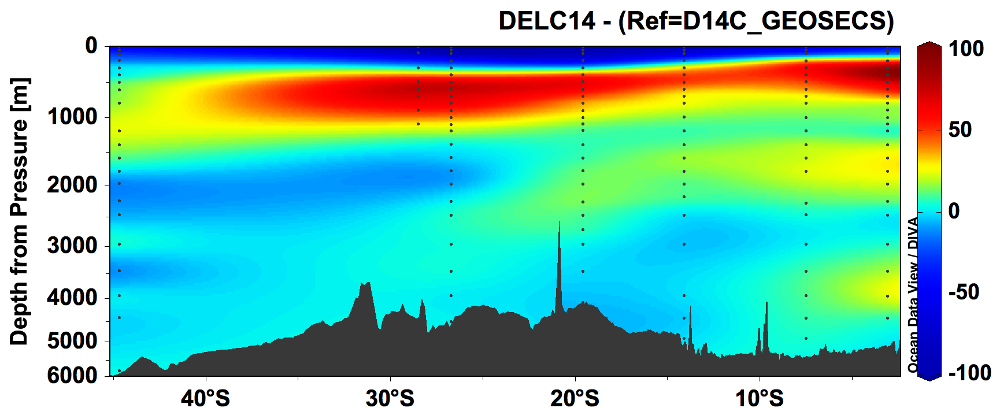 DELC14 - (Ref=D14C_GEOSECS)
Depth from Pressure [m]
0
1000
2000
3000
4000
5000
6000
40°S
30°S
20°S
10°S
100
50
0
-50
-100
Ocean Data View / DIVA